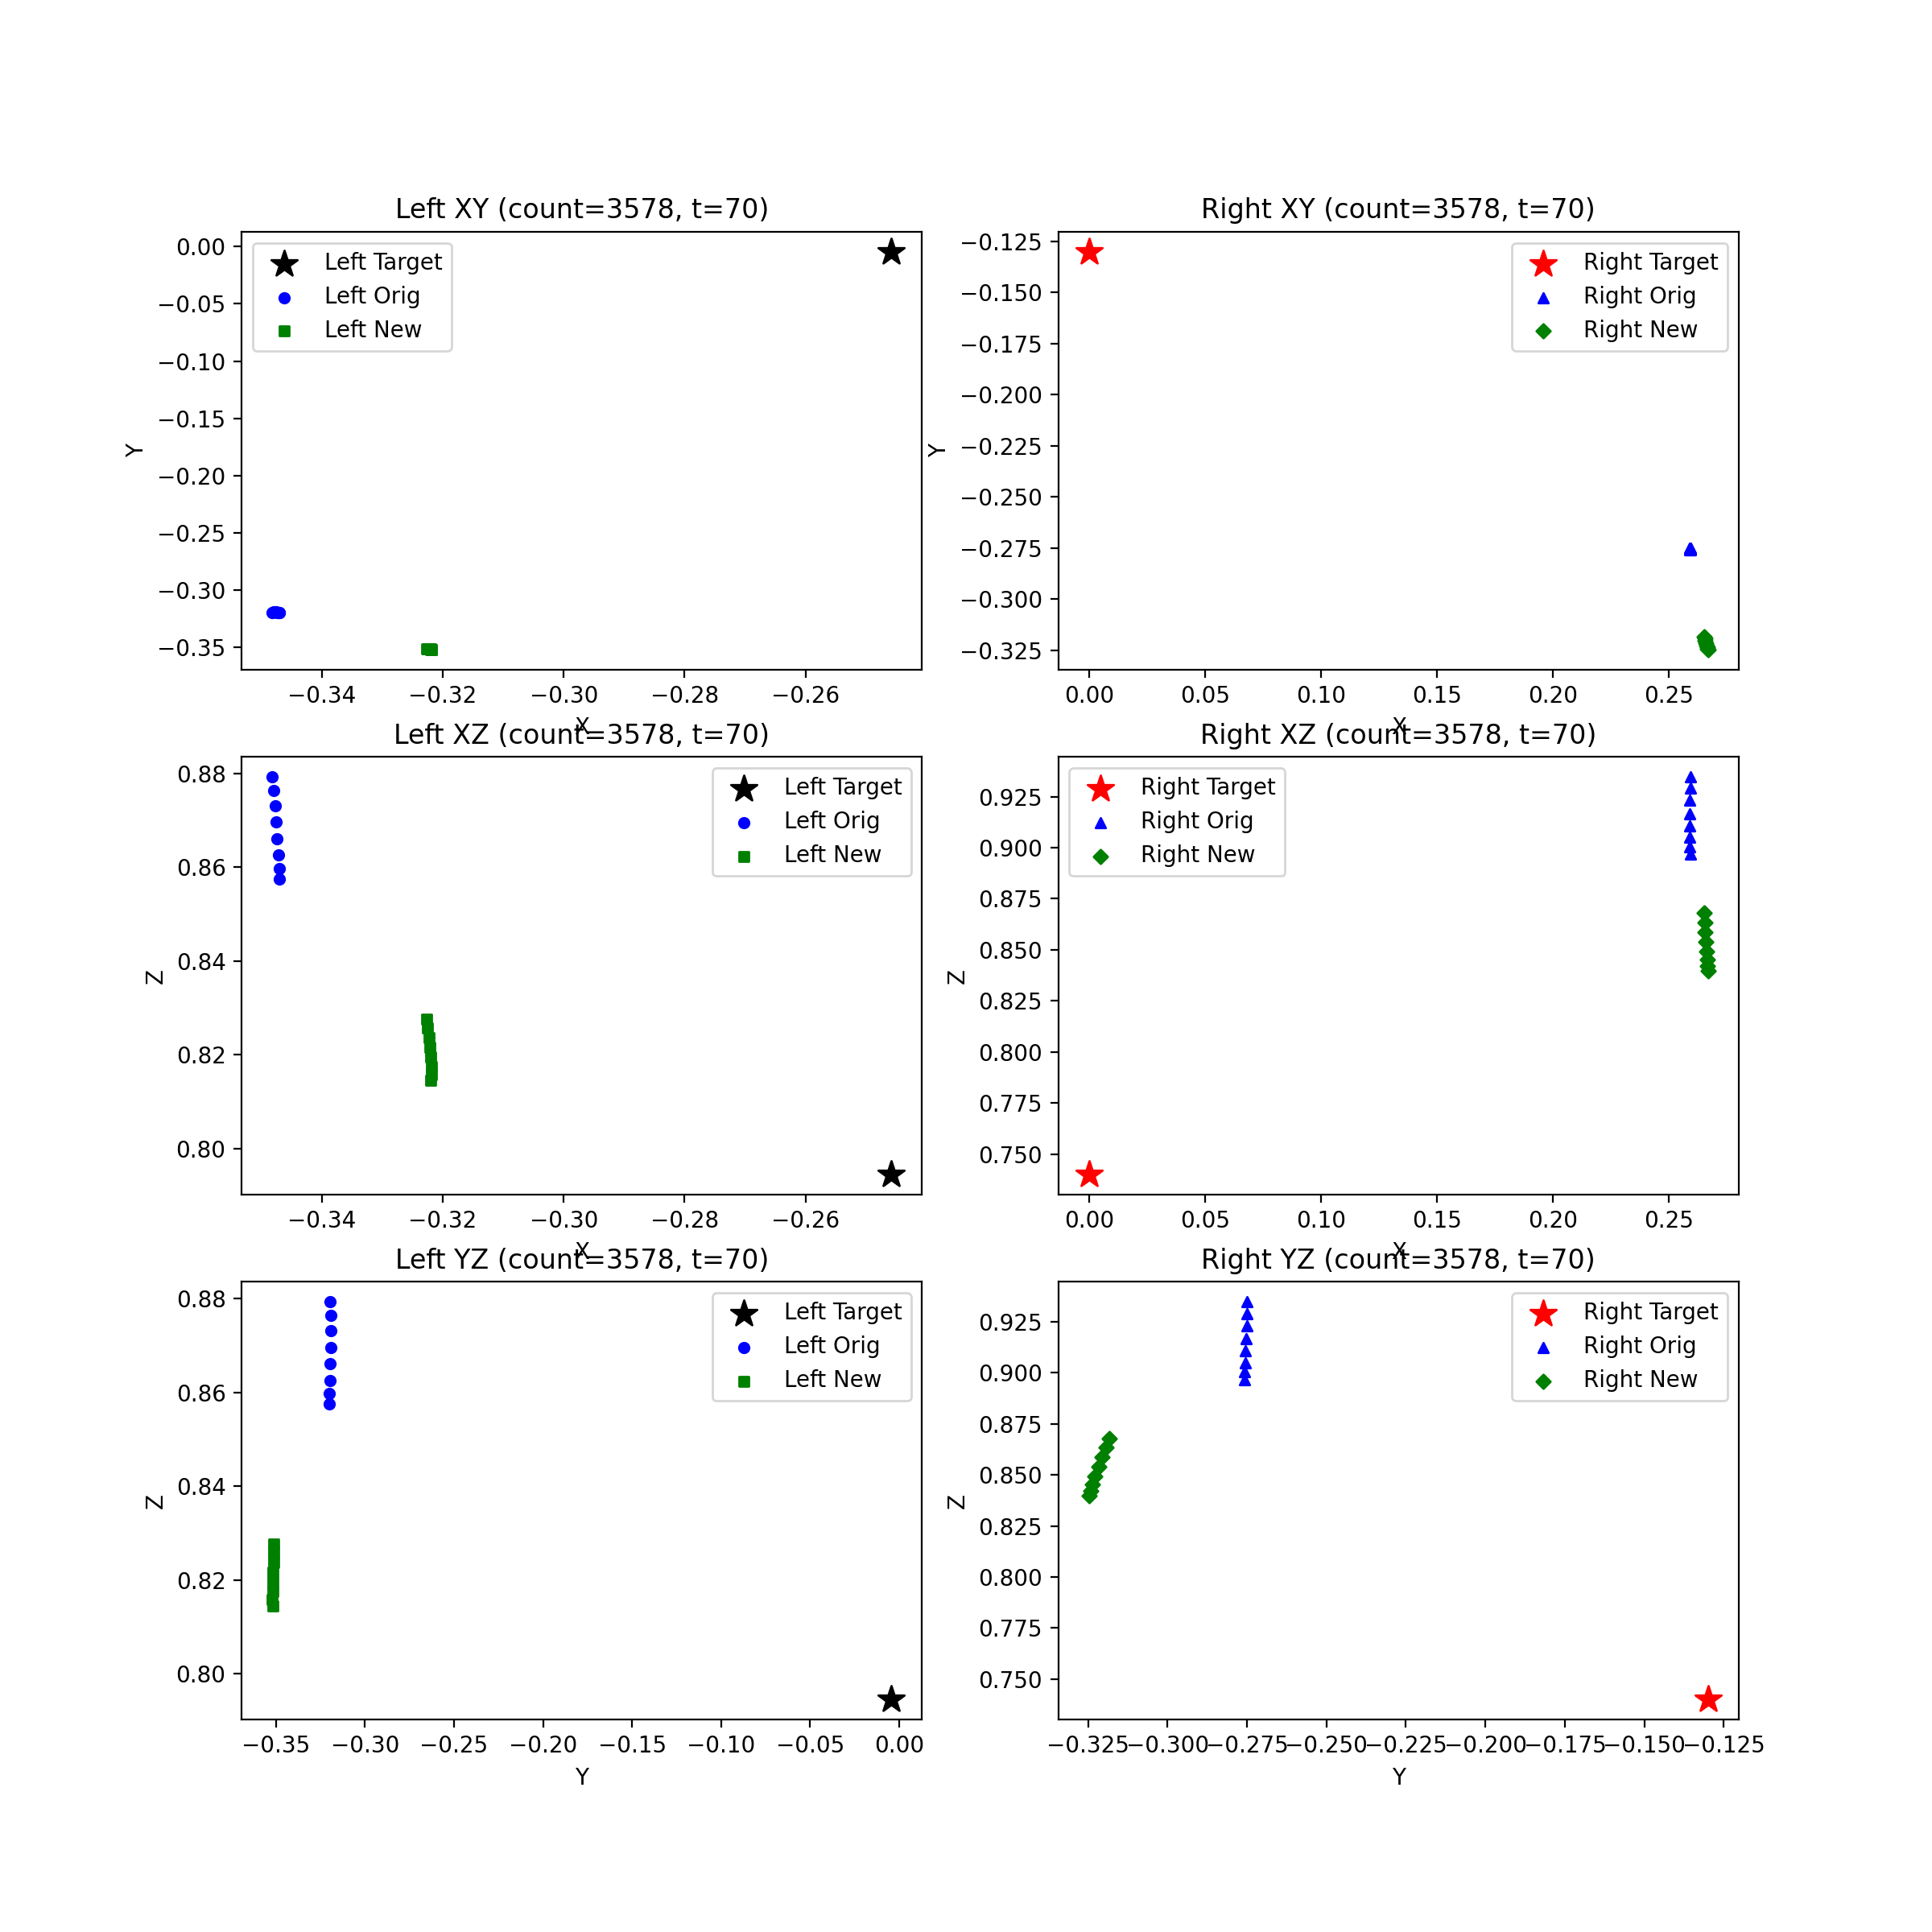 Left XY (count=3578, t=70)
0.00
−0.05
−0.10
−0.15
−0.20
−0.25
−0.30
−0.35
Y
Left Target
Left Orig
Left New
−0.34
−0.32
−0.30
−0.28
−0.26
X
Right XY (count=3578, t=70)
−0.125
−0.150
−0.175
−0.200
−0.225
−0.250
−0.275
−0.300
−0.325
Y
Right Target
Right Orig
Right New
0.00
0.05
0.10
0.15
0.20
0.25
X
Left XZ (count=3578, t=70)
0.88
0.86
0.84
0.82
0.80
Z
Left Target
Left Orig
Left New
−0.34
−0.32
−0.30
−0.28
−0.26
X
Right XZ (count=3578, t=70)
0.925
0.900
0.875
0.850
0.825
0.800
0.775
0.750
Z
Right Target
Right Orig
Right New
0.00
0.05
0.10
0.15
0.20
0.25
X
Left YZ (count=3578, t=70)
0.88
0.86
0.84
0.82
0.80
Z
Left Target
Left Orig
Left New
−0.35
−0.30
−0.25
−0.20
−0.15
−0.10
−0.05
0.00
Y
Right YZ (count=3578, t=70)
0.925
0.900
0.875
0.850
0.825
0.800
0.775
0.750
Z
Right Target
Right Orig
Right New
−0.325
−0.300
−0.275
−0.250
−0.225
−0.200
−0.175
−0.150
−0.125
Y